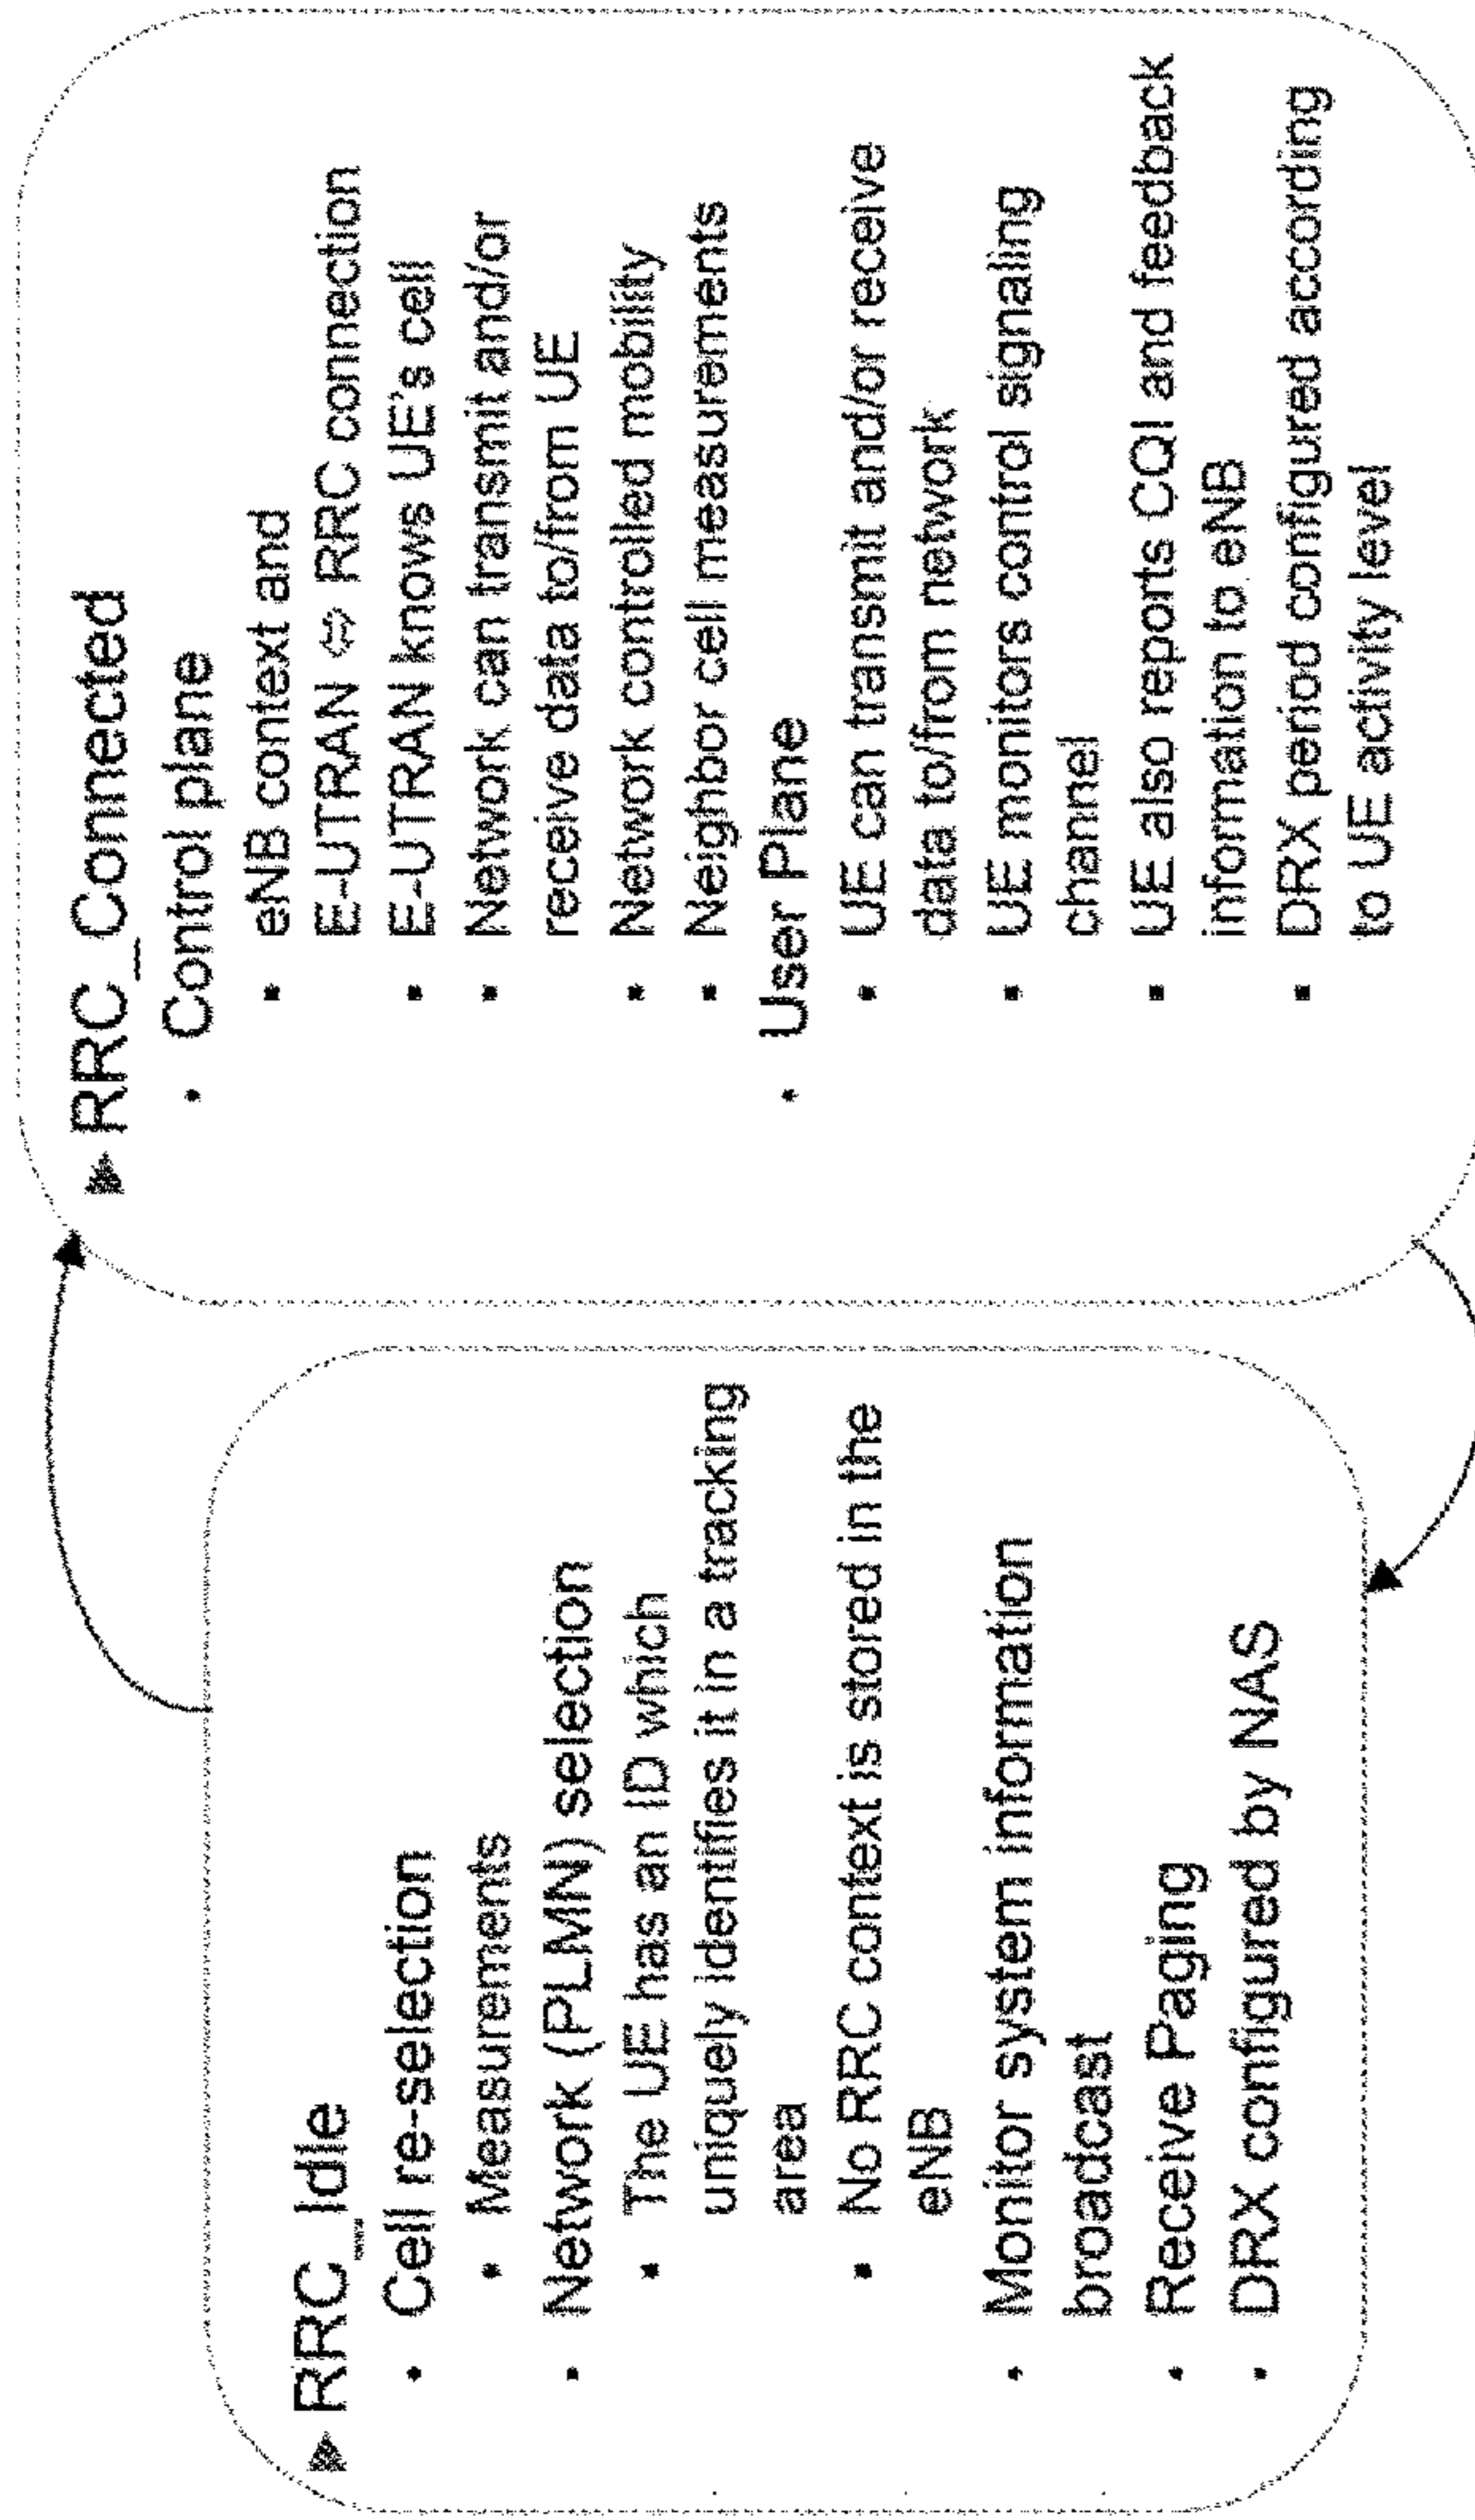 RRC_Idle
• Cell re-selection
• Measurements
• Network (PLMN) selection
• The UE has an ID which
uniquely identifies it in a tracking
area
• No RRC context is stored in the
eNB
• Monitor system information
broadcast
• Receive Paging
• DRX configured by NAS
RRC_Connected
• Control plane
▪ eNB context and
E-UTRAN ⇔ RRC connection
▪ E-UTRAN knows UE's cell
▪ Network can transmit and/or
receive data to/from UE
▪ Network controlled mobility
▪ Neighbor cell measurements
• User Plane
▪ UE can transmit and/or receive
data to/from network
▪ UE monitors control signaling
channel
▪ UE also reports CQI and feedback
information to eNB
▪ DRX period configured according
to UE activity level